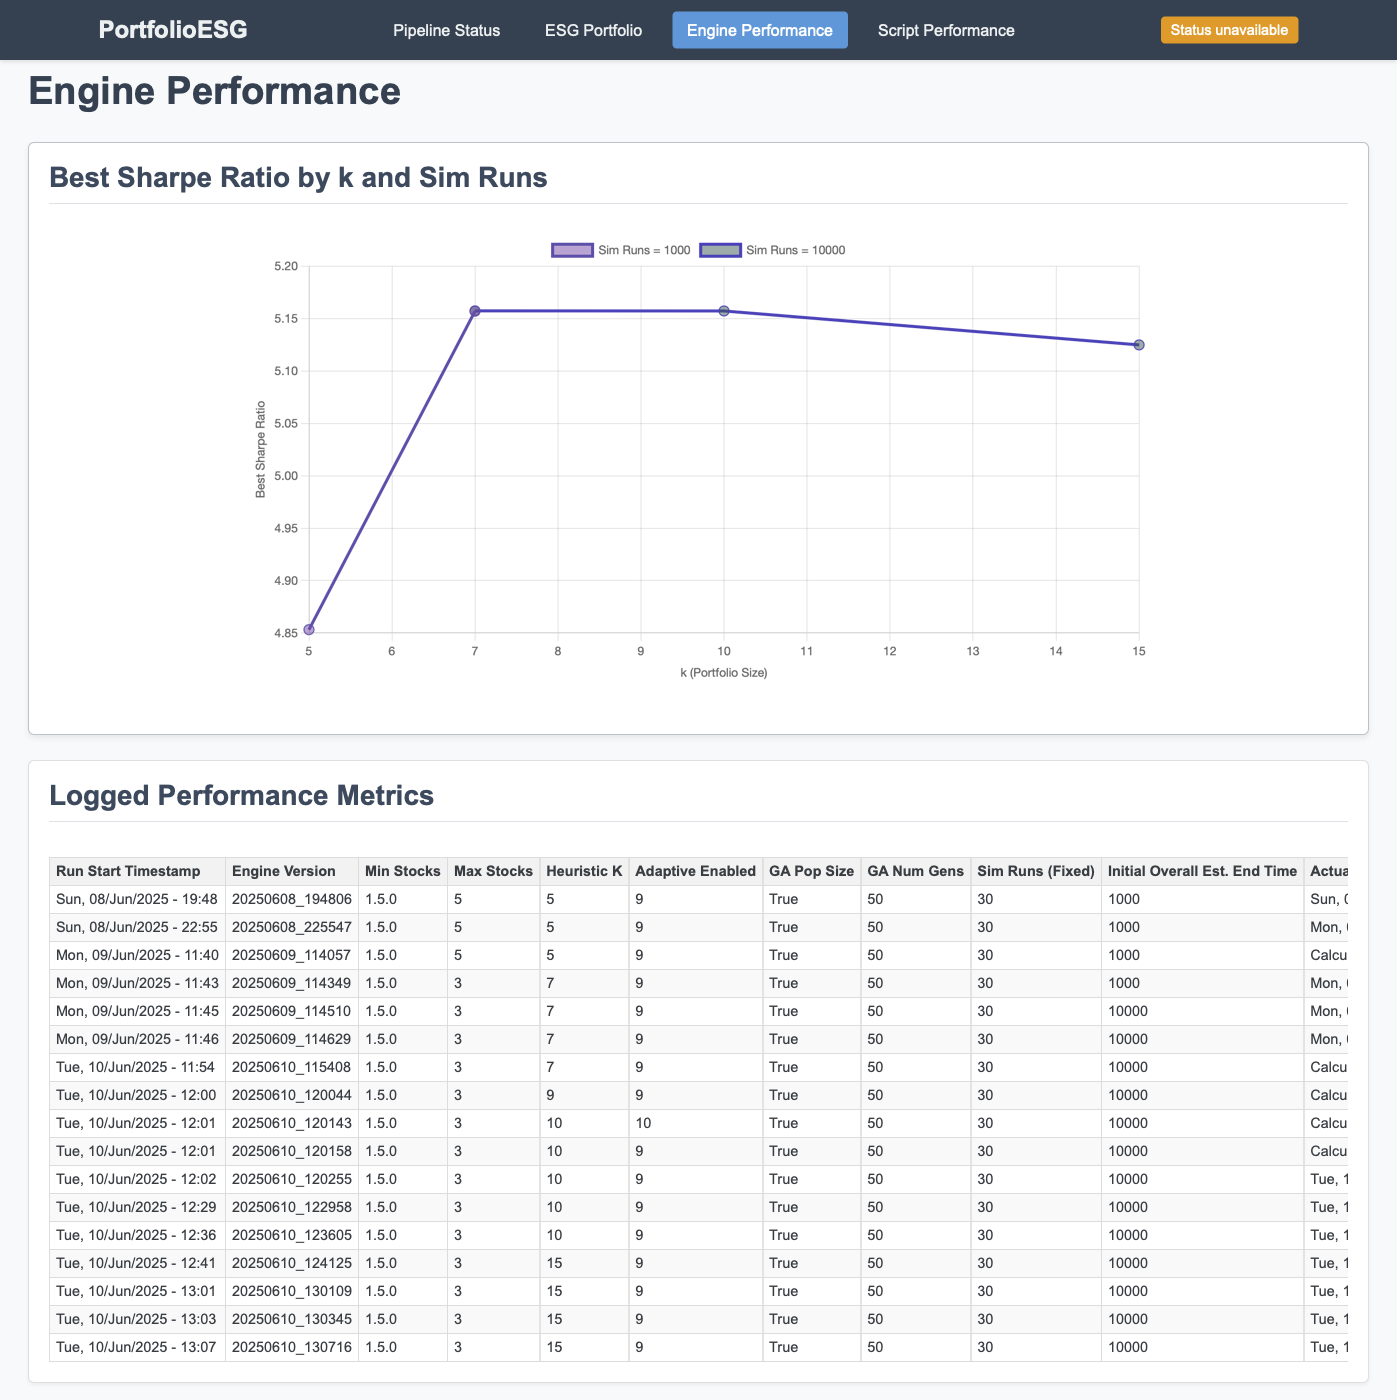 PortfolioESG Pipeline Status ESG Portfolio Engine Performance Script Performance Status unavailable
Engine Performance
Best Sharpe Ratio by k and Sim Runs
Sim Runs = 1000 Sim Runs = 10000
5.20
5.15
5.10
5.05
5.00
4.95
4.90
4.85
Best Sharpe Ratio
5 6 7 8 9 10 11 12 13 14 15
k (Portfolio Size)
Logged Performance Metrics
Run Start Timestamp Engine Version Min Stocks Max Stocks Heuristic K Adaptive Enabled GA Pop Size GA Num Gens Sim Runs (Fixed) Initial Overall Est. End Time Actua
Sun, 08/Jun/2025 - 19:48 20250608_194806 1.5.0 5 5 9 True 50 30 1000 Sun, 0
Sun, 08/Jun/2025 - 22:55 20250608_225547 1.5.0 5 5 9 True 50 30 1000 Mon,
Mon, 09/Jun/2025 - 11:40 20250609_114057 1.5.0 5 5 9 True 50 30 1000 Calcu
Mon, 09/Jun/2025 - 11:43 20250609_114349 1.5.0 3 7 9 True 50 30 1000 Mon,
Mon, 09/Jun/2025 - 11:45 20250609_114510 1.5.0 3 7 9 True 50 30 10000 Mon,
Mon, 09/Jun/2025 - 11:46 20250609_114629 1.5.0 3 7 9 True 50 30 10000 Mon,
Tue, 10/Jun/2025 - 11:54 20250610_115408 1.5.0 3 7 9 True 50 30 10000 Calcu
Tue, 10/Jun/2025 - 12:00 20250610_120044 1.5.0 3 9 9 True 50 30 10000 Calcu
Tue, 10/Jun/2025 - 12:01 20250610_120143 1.5.0 3 10 10 True 50 30 10000 Calcu
Tue, 10/Jun/2025 - 12:01 20250610_120158 1.5.0 3 10 9 True 50 30 10000 Calcu
Tue, 10/Jun/2025 - 12:02 20250610_120255 1.5.0 3 10 9 True 50 30 10000 Tue, 1
Tue, 10/Jun/2025 - 12:29 20250610_122958 1.5.0 3 10 9 True 50 30 10000 Tue, 1
Tue, 10/Jun/2025 - 12:36 20250610_123605 1.5.0 3 10 9 True 50 30 10000 Tue, 1
Tue, 10/Jun/2025 - 12:41 20250610_124125 1.5.0 3 15 9 True 50 30 10000 Tue, 1
Tue, 10/Jun/2025 - 13:01 20250610_130109 1.5.0 3 15 9 True 50 30 10000 Tue, 1
Tue, 10/Jun/2025 - 13:03 20250610_130345 1.5.0 3 15 9 True 50 30 10000 Tue, 1
Tue, 10/Jun/2025 - 13:07 20250610_130716 1.5.0 3 15 9 True 50 30 10000 Tue, 1